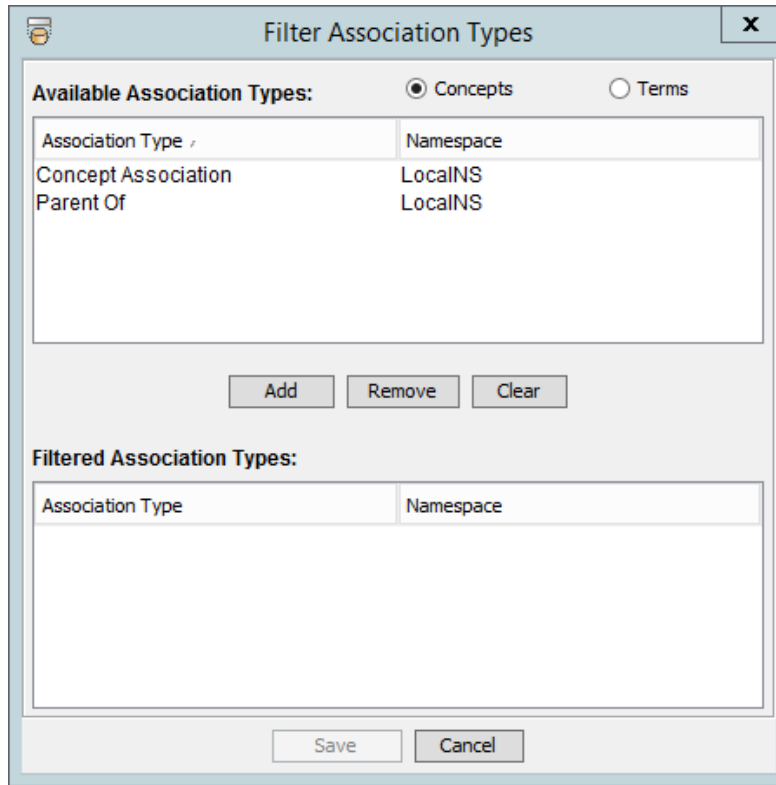 Filter Association Types
x
Available Association Types: Concepts Terms
Association Type Namespace
Concept Association LocalNS
Parent Of LocalNS
Add Remove Clear
Filtered Association Types:
Association Type Namespace
Save Cancel